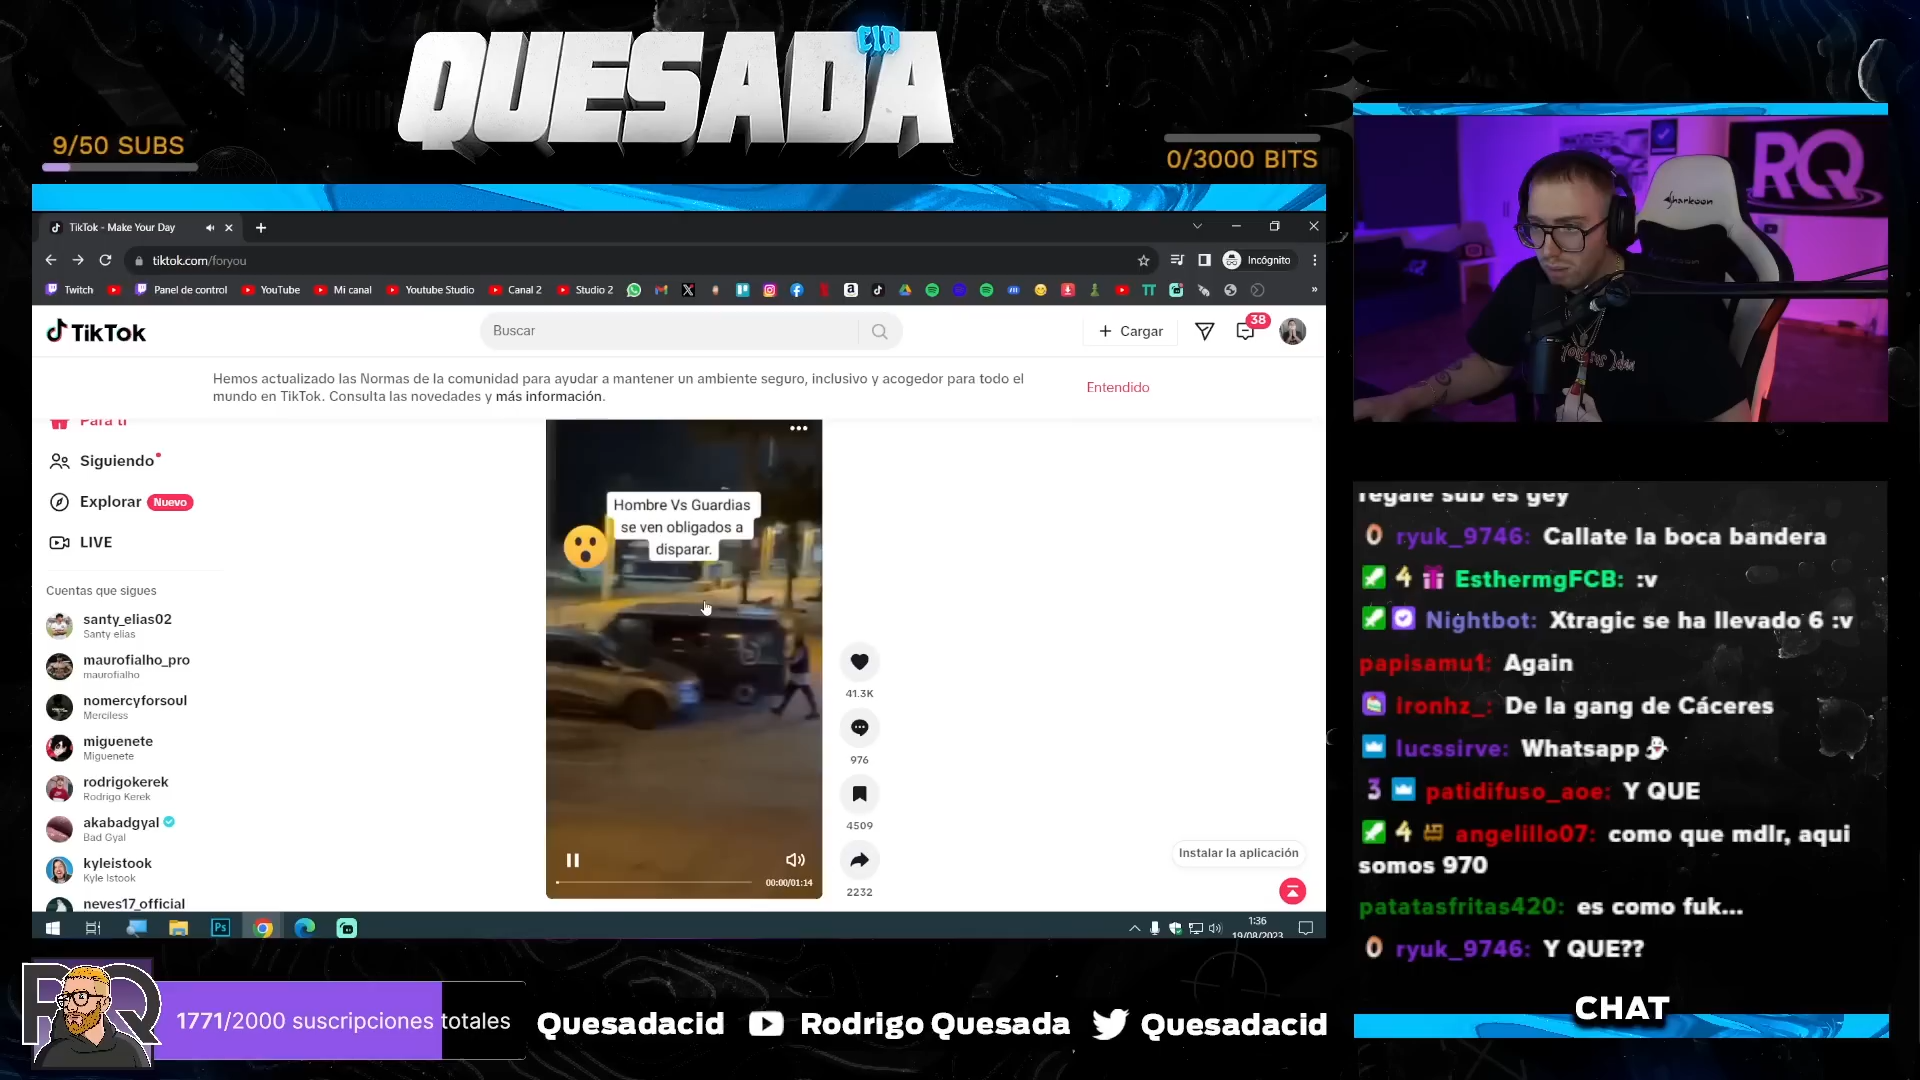 QUESADA
CID
9/50 SUBS
0/3000 BITS
TikTok - Make Your Day
tiktok.com/foryou
Incógnito
Twitch
Panel de control
YouTube
Mi canal
Youtube Studio
Canal 2
Studio 2
»
TikTok
Buscar
Cargar
38
Hemos actualizado las Normas de la comunidad para ayudar a mantener un ambiente seguro, inclusivo y acogedor para todo el
mundo en TikTok. Consulta las novedades y más información.
Entendido
Para ti
Siguiendo
Explorar Nuevo
LIVE
Cuentas que sigues
santy_elias02
Santy elias
maurofialho_pro
maurofialho
nomercyforsoul
Merciless
miguenete
Miguenete
rodrigokerek
Rodrigo Kerek
akabadgyal
Bad Gyal
kyleistook
Kyle Istook
neves17_official
Hombre Vs Guardias
se ven obligados a
disparar.
00:00/01:14
41.3K
976
4509
2232
Instalar la aplicación
Ps
1:36
19/08/2023
RQ
sharkoon
regale sub es gey
ryuk_9746: Callate la boca bandera
4 EsthermgFCB: :v
Nightbot: Xtragic se ha llevado 6 :v
papisamu1: Again
ironhz_: De la gang de Cáceres
lucssirve: Whatsapp👻
3 patidifuso_aoe: Y QUE
4 angelillo07: como que mdlr, aqui
somos 970
patatasfritas420: es como fuk...
ryuk_9746: Y QUE??
CHAT
RQ
1771/2000 suscripciones totales
Quesadacid
Rodrigo Quesada
Quesadacid